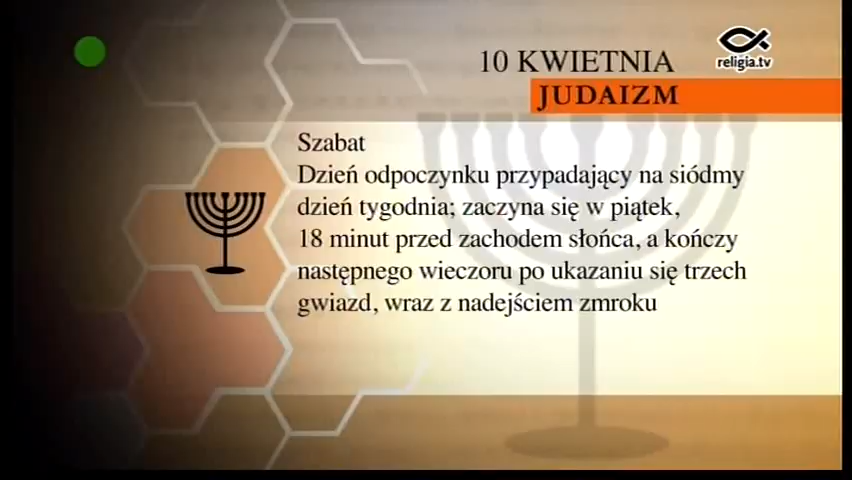 10 KWIETNIA
religia.tv
JUDAIZM
Szabat
Dzień odpoczynku przypadający na siódmy
dzień tygodnia; zaczyna się w piątek,
18 minut przed zachodem słońca, a kończy
następnego wieczoru po ukazaniu się trzech
gwiazd, wraz z nadejściem zmroku